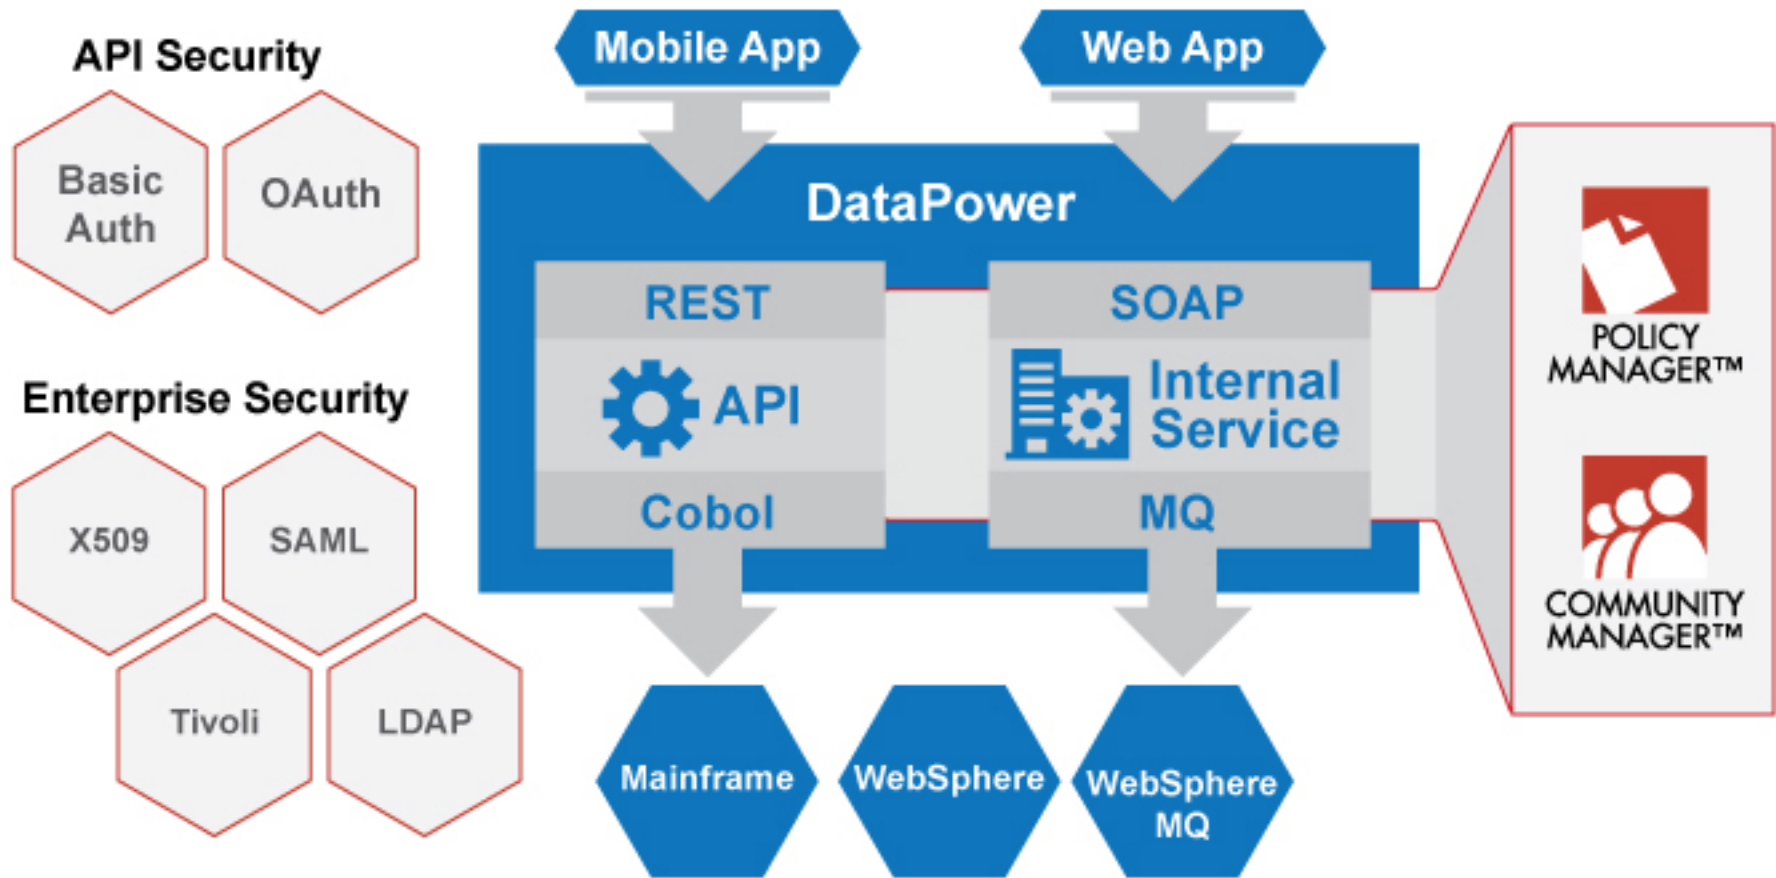 API Security
Basic
Auth
OAuth
Enterprise Security
X509
SAML
Tivoli
LDAP
Mobile App
Web App
DataPower
REST
API
Cobol
SOAP
Internal
Service
MQ
Mainframe
WebSphere
WebSphere
MQ
POLICY
MANAGER™
COMMUNITY
MANAGER™